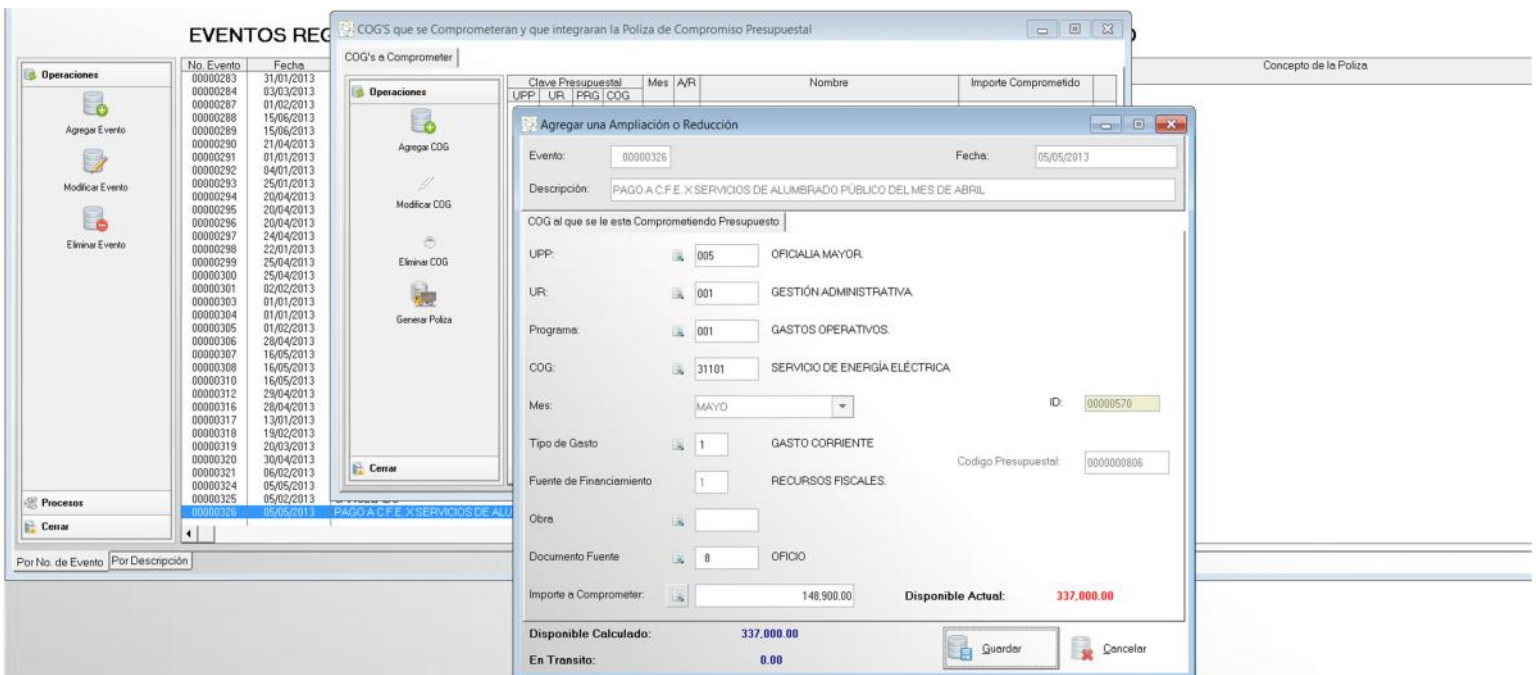 EVENTOS REG
Operaciones
Agregar Evento
Modificar Evento
Eliminar Evento
Procesos
Cerrar
Por No. de Evento
Por Descripción
No. Evento Fecha
00000283 31/01/2013
00000284 03/03/2013
00000287 01/02/2013
00000288 15/06/2013
00000289 15/06/2013
00000290 21/04/2013
00000291 01/01/2013
00000292 04/01/2013
00000293 25/01/2013
00000294 20/04/2013
00000295 20/04/2013
00000296 20/04/2013
00000297 24/04/2013
00000298 22/01/2013
00000299 25/04/2013
00000300 25/04/2013
00000301 02/02/2013
00000303 01/01/2013
00000304 01/01/2013
00000305 01/02/2013
00000306 28/04/2013
00000307 16/05/2013
00000308 16/05/2013
00000310 16/05/2013
00000312 29/04/2013
00000316 28/04/2013
00000317 13/01/2013
00000318 19/02/2013
00000319 20/03/2013
00000320 30/04/2013
00000321 06/02/2013
00000324 05/05/2013
00000325 05/02/2013
00000326 05/05/2013 PAGO A C.F.E. X SERVICIOS DE ALU
Concepto de la Poliza
COG'S que se Comprometeran y que integraran la Poliza de Compromiso Presupuestal
COG's a Comprometer
Operaciones
Agregar COG
Modificar COG
Eliminar COG
Generar Poliza
Cerrar
Clave Presupuestal Mes A/R Nombre Importe Comprometido
UPP UR PRG COG
Agregar una Ampliación o Reducción
Evento: 00000326 Fecha: 05/05/2013
Descripción: PAGO A C.F.E. X SERVICIOS DE ALUMBRADO PÚBLICO DEL MES DE ABRIL
COG al que se le esta Comprometiendo Presupuesto
UPP: 005 OFICIALIA MAYOR.
UR: 001 GESTIÓN ADMINISTRATIVA.
Programa: 001 GASTOS OPERATIVOS.
COG: 31101 SERVICIO DE ENERGÍA ELÉCTRICA
Mes: MAYO ID: 00000570
Tipo de Gasto 1 GASTO CORRIENTE
Codigo Presupuestal: 0000000806
Fuente de Financiamiento 1 RECURSOS FISCALES.
Obra
Documento Fuente 8 OFICIO
Importe a Comprometer: 148,900.00 Disponible Actual: 337,000.00
Disponible Calculado: 337,000.00
En Transito: 0.00
Guardar
Cancelar